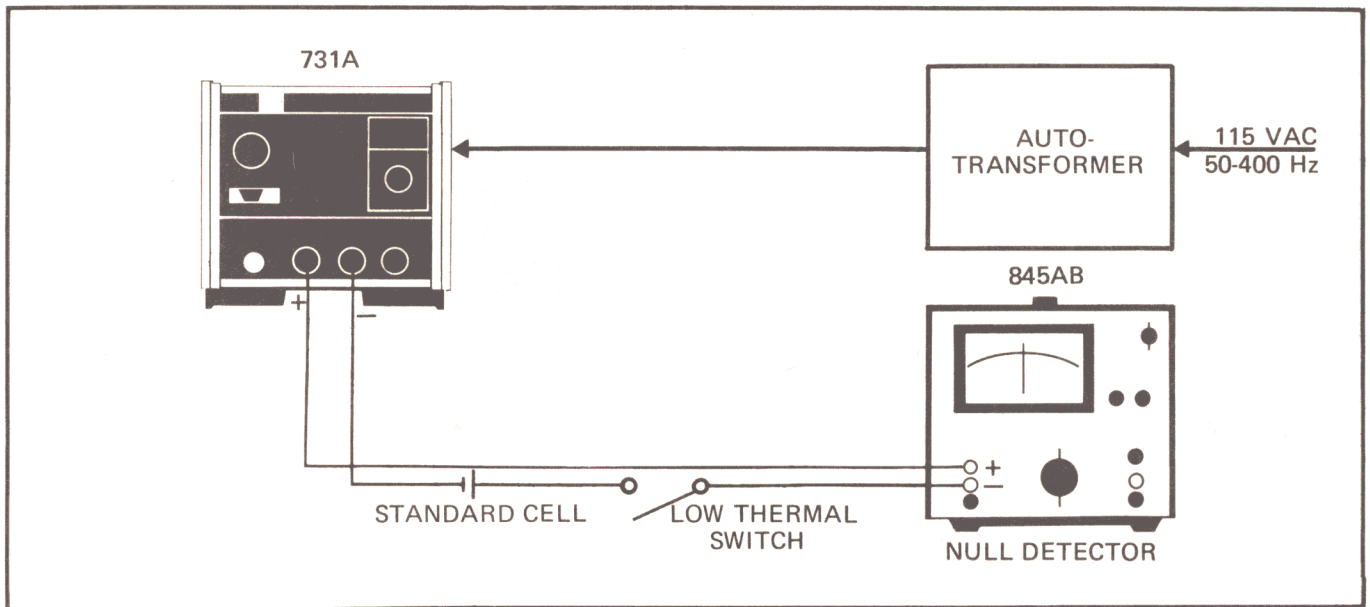 731A
AUTO-
TRANSFORMER
115 VAC
50-400 Hz
845AB
+
−
+
−
STANDARD CELL
LOW THERMAL
SWITCH
NULL DETECTOR